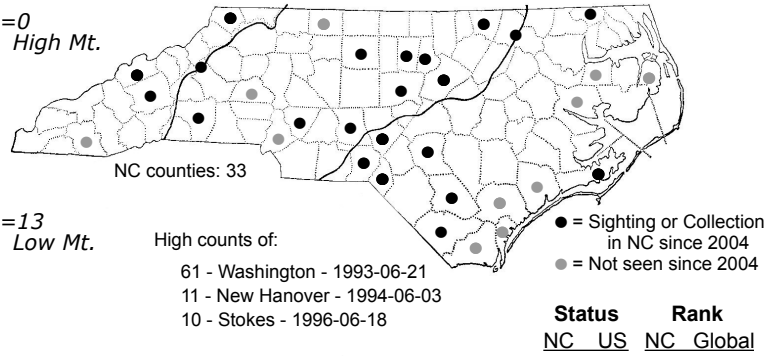 =0
High Mt.
NC counties: 33
=13
Low Mt.
High counts of:
61 - Washington - 1993-06-21
11 - New Hanover - 1994-06-03
10 - Stokes - 1996-06-18
= Sighting or Collection
in NC since 2004
= Not seen since 2004
Status Rank
NC US NC Global